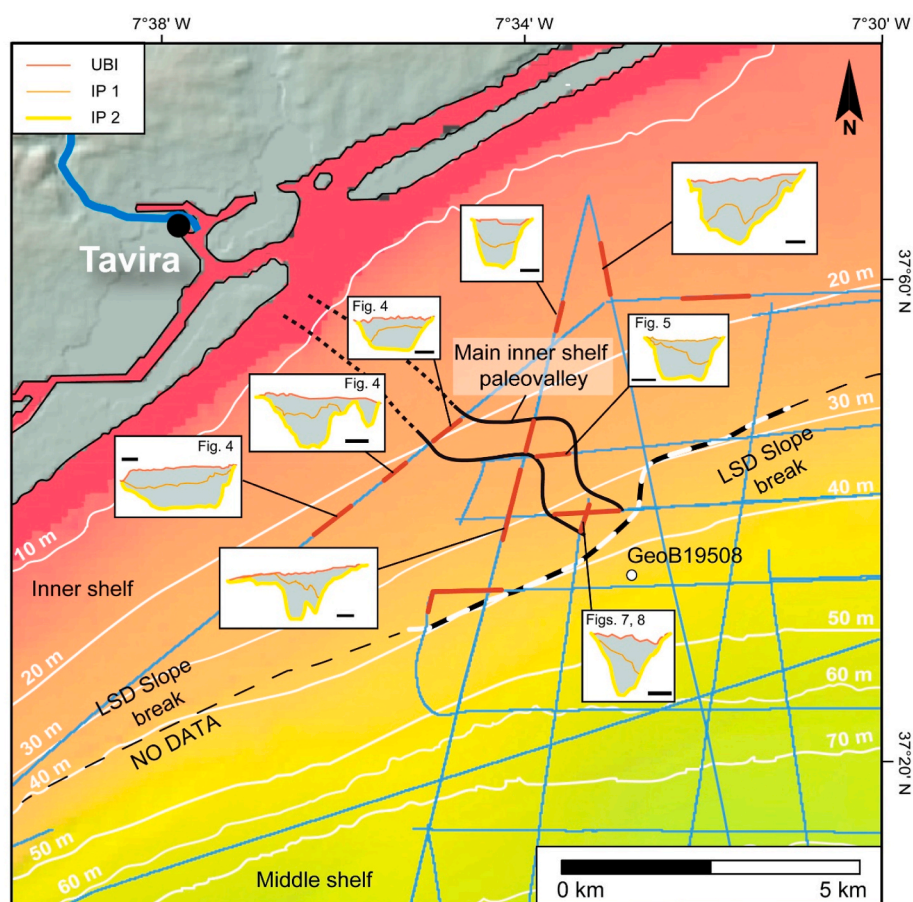 7°38' W
7°34' W
7°30' W
UBI
IP 1
IP 2
N
Tavira
37°60' N
20 m
Fig. 4
Main inner shelf
paleovalley
Fig. 5
Fig. 4
30 m
LSD Slope
break
Fig. 4
40 m
10 m
GeoB19508
Inner shelf
Figs. 7, 8
50 m
20 m
60 m
LSD Slope
break
NO DATA
30 m
70 m
40 m
37°20' N
50 m
60 m
Middle shelf
0 km
5 km